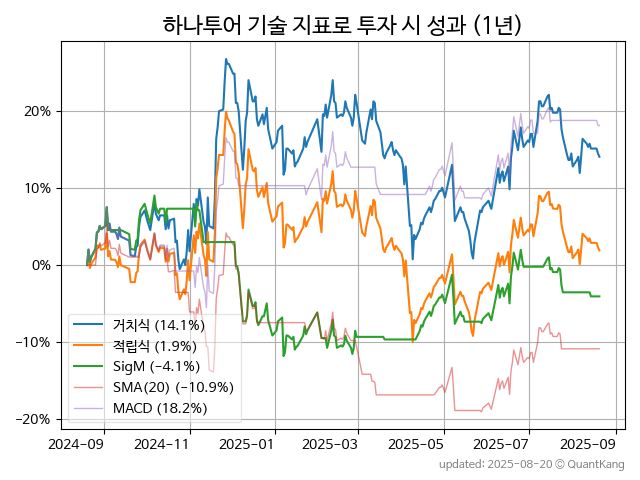 하나투어 기술 지표로 투자 시 성과 (1년)
20%
10%
0%
−10%
−20%
거치식 (14.1%)
적립식 (1.9%)
SigM (−4.1%)
SMA(20) (−10.9%)
MACD (18.2%)
2024-09 2024-11 2025-01 2025-03 2025-05 2025-07 2025-09
updated: 2025-08-20 © QuantKang